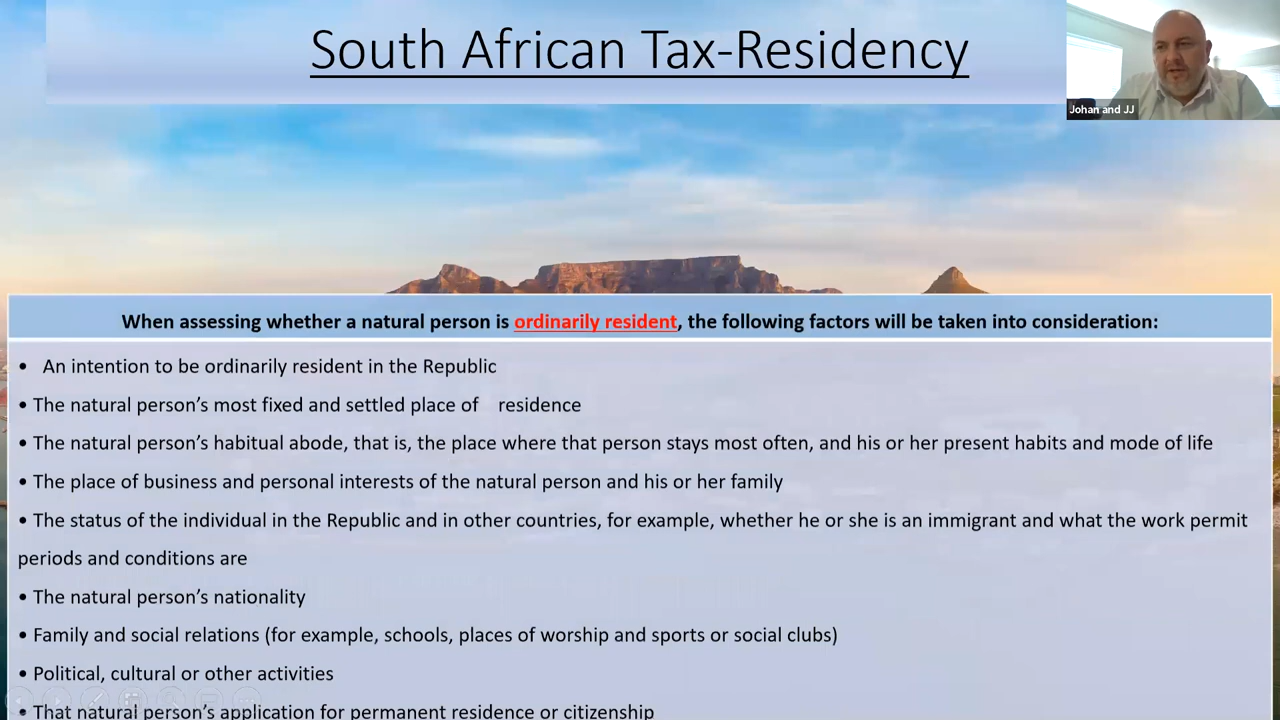 South African Tax-Residency
Johan and JJ
When assessing whether a natural person is ordinarily resident, the following factors will be taken into consideration:
• An intention to be ordinarily resident in the Republic
• The natural person’s most fixed and settled place of residence
• The natural person’s habitual abode, that is, the place where that person stays most often, and his or her present habits and mode of life
• The place of business and personal interests of the natural person and his or her family
• The status of the individual in the Republic and in other countries, for example, whether he or she is an immigrant and what the work permit
periods and conditions are
• The natural person’s nationality
• Family and social relations (for example, schools, places of worship and sports or social clubs)
• Political, cultural or other activities
• That natural person’s application for permanent residence or citizenship